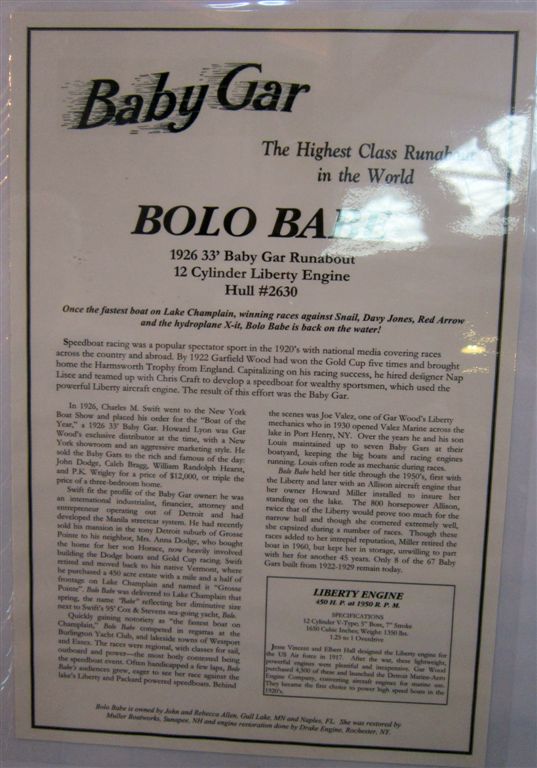 Baby Gar
The Highest Class Runabout
in the World
BOLO BABE
1926 33' Baby Gar Runabout
12 Cylinder Liberty Engine
Hull #2630
Once the fastest boat on Lake Champlain, winning races against Snail, Davy Jones, Red Arrow
and the hydroplane X-it, Bolo Babe is back on the water!
Speedboat racing was a popular spectator sport in the 1920's with national media covering races
across the country and abroad. By 1922 Garfield Wood had won the Gold Cup five times and brought
home the Harmsworth Trophy from England. Capitalizing on his racing success, he hired designer Nap
Lisee and teamed up with Chris Craft to develop a speedboat for wealthy sportsmen, which used the
powerful Liberty aircraft engine. The result of this effort was the Baby Gar.
In 1926, Charles M. Swift went to the New York
Boat Show and placed his order for the "Boat of the
Year," a 1926 33' Baby Gar. Howard Lyon was Gar
Wood's exclusive distributor at the time, with a New
York showroom and an aggressive marketing style. He
sold the Baby Gars to the rich and famous of the day:
John Dodge, Caleb Bragg, William Randolph Hearst,
and P.K. Wrigley for a price of $12,000, or triple the
price of a three-bedroom home.
Swift fit the profile of the Baby Gar owner: he was
an international industrialist, financier, attorney and
entrepreneur operating out of Detroit and had
developed the Manila streetcar system. He had recently
sold his mansion in the tony Detroit suburb of Grosse
Pointe to his neighbor, Mrs. Anna Dodge, who bought
the home for her son Horace, now heavily involved
building the Dodge boats and Gold Cup racing. Swift
retired and moved back to his native Vermont, where
he purchased a 450 acre estate with a mile and a half of
frontage on Lake Champlain and named it "Grosse
Pointe". Bolo Babe was delivered to Lake Champlain that
spring, the name "Babe" reflecting her diminutive size
next to Swift's 95' Cox & Stevens sea-going yacht, Bolo.
Quickly gaining notoriety as "the fastest boat on
Champlain," Bolo Babe competed in regattas at the
Burlington Yacht Club, and lakeside towns of Westport
and Essex. The races were regional, with classes for sail,
outboard and power—the most hotly contested being
the speedboat event. Often handicapped a few laps, Bolo
Babe's audiences grew, eager to see her race against the
lake's Liberty and Packard powered speedboats. Behind
the scenes was Joe Valez, one of Gar Wood's Liberty
mechanics who in 1930 opened Valez Marine across the
lake in Port Henry, NY. Over the years he and his son
Louis maintained up to seven Baby Gars at their
boatyard, keeping the big boats and racing engines
running. Louis often rode as mechanic during races.
Bolo Babe held her title through the 1950's, first with
the Liberty and later with an Allison aircraft engine that
her owner Howard Miller installed to insure her
standing on the lake. The 800 horsepower Allison,
twice that of the Liberty would prove too much for the
narrow hull and though she cornered extremely well,
she capsized during a number of races. Though these
races added to her intrepid reputation, Miller retired the
boat in 1960, but kept her in storage, unwilling to part
with her for another 45 years. Only 8 of the 67 Baby
Gars built from 1922-1929 remain today.
LIBERTY ENGINE
450 H. P. at 1950 R. P. M.
SPECIFICATIONS
12 Cylinder V-Type, 5" Bore, 7" Stroke
1650 Cubic Inches; Weight 1350 lbs.
1.25 to 1 Overdrive
Jesse Vincent and Elbert Hall designed the Liberty engine for
the US Air force in 1917. After the war, these lightweight,
powerful engines were plentiful and inexpensive. Gar Wood
purchased 4,500 of these and launched the Detroit Marine-Aero
Engine Company, converting aircraft engines for marine use.
They became the first choice to power high speed boats in the
1920's.
Bolo Babe is owned by John and Rebecca Allen, Gull Lake, MN and Naples, FL. She was restored by
Muller Boatworks, Sunapee, NH and engine restoration done by Drake Engine, Rochester, NY.